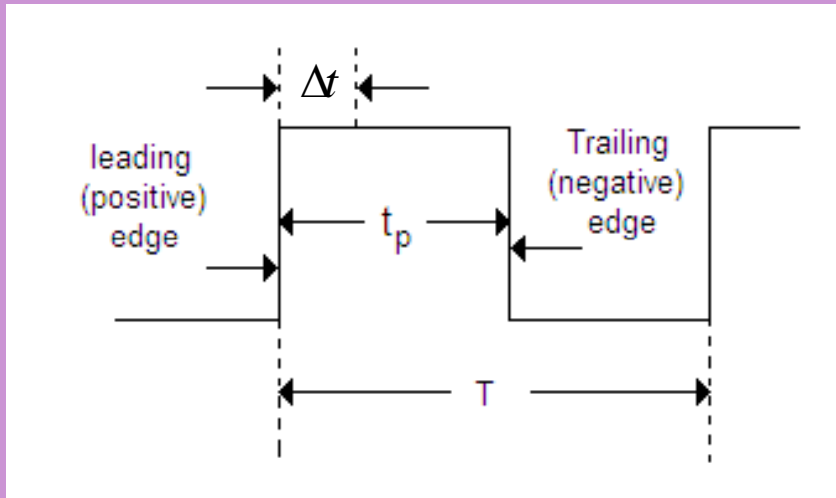 Δt
leading
(positive)
edge
t_p
Trailing
(negative)
edge
T